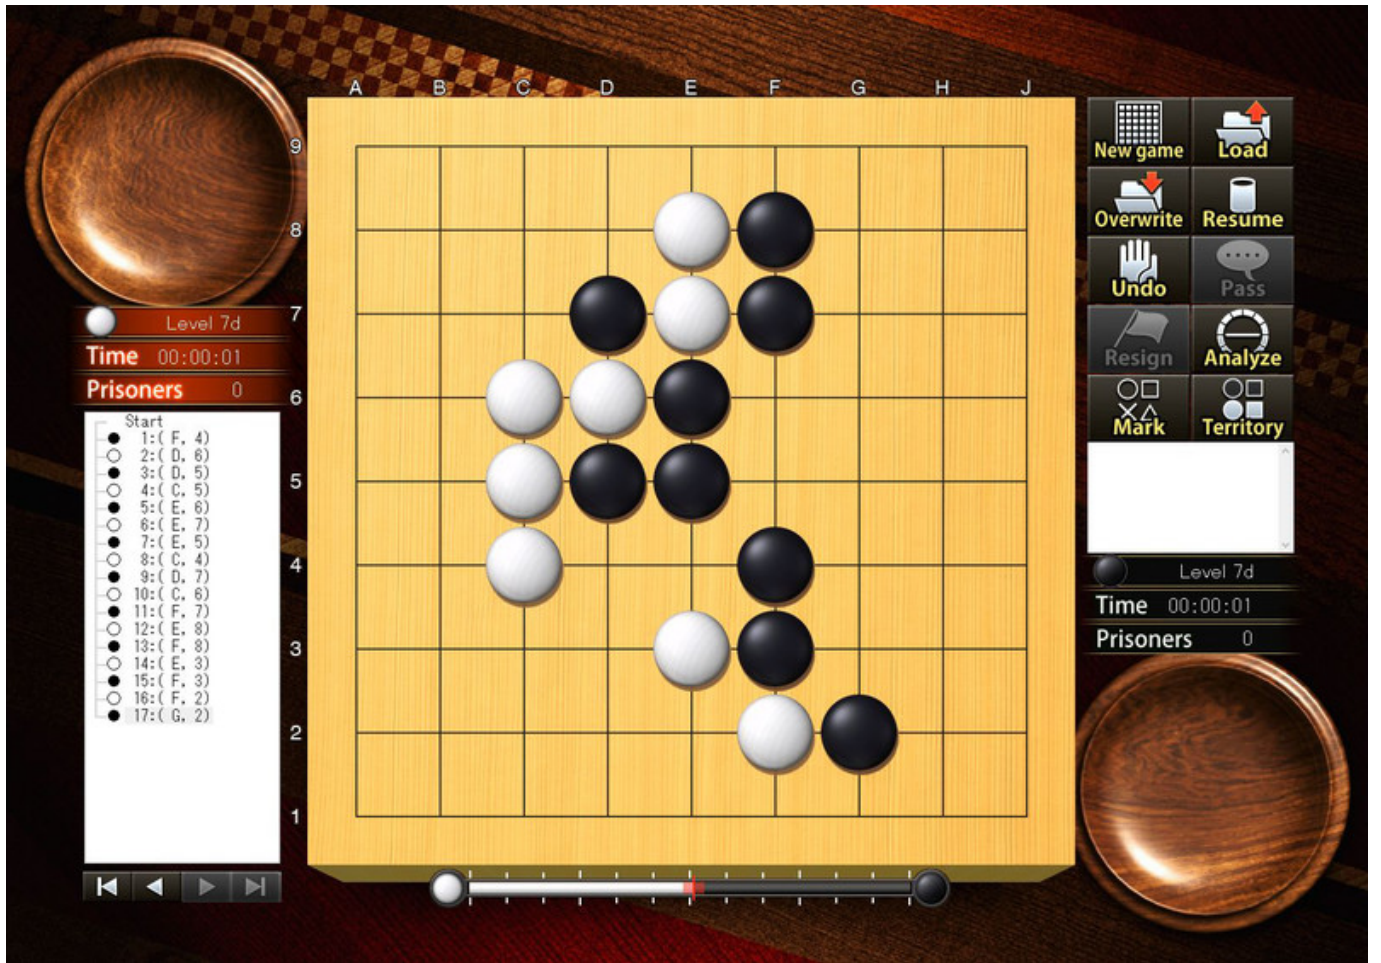 A B C D E F G H J
9
8
7
6
5
4
3
2
1
Level 7d
Time 00:00:01
Prisoners 0
Start
1:( F, 4)
2:( D, 6)
3:( D, 5)
4:( C, 5)
5:( E, 6)
6:( E, 7)
7:( E, 5)
8:( C, 4)
9:( D, 7)
10:( C, 6)
11:( F, 7)
12:( E, 8)
13:( F, 8)
14:( E, 3)
15:( F, 3)
16:( F, 2)
17:( G, 2)
New game Load
Overwrite Resume
Undo Pass
Resign Analyze
Mark Territory
Level 7d
Time 00:00:01
Prisoners 0